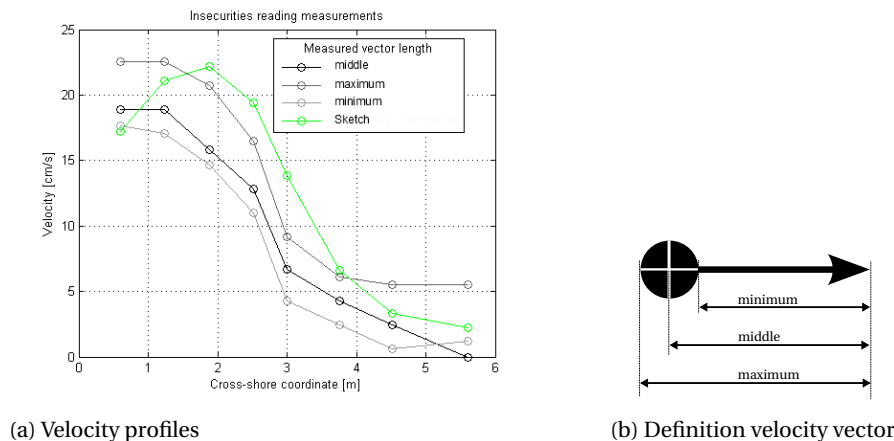 Insecurities reading measurements
25
20
15
10
5
0
Velocity [cm/s]
Measured vector length
middle
maximum
minimum
Sketch
0 1 2 3 4 5 6
Cross-shore coordinate [m]
minimum
middle
maximum
(a) Velocity profiles
(b) Definition velocity vector